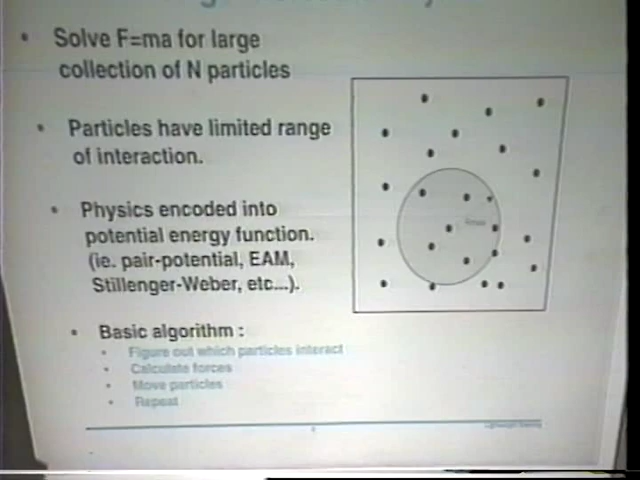 • Solve F=ma for large
collection of N particles
• Particles have limited range
of interaction.
• Physics encoded into
potential energy function.
(ie. pair-potential, EAM,
Stillenger-Weber, etc...).
• Basic algorithm :
• Figure out which particles interact
• Calculate forces
• Move particles
• Repeat